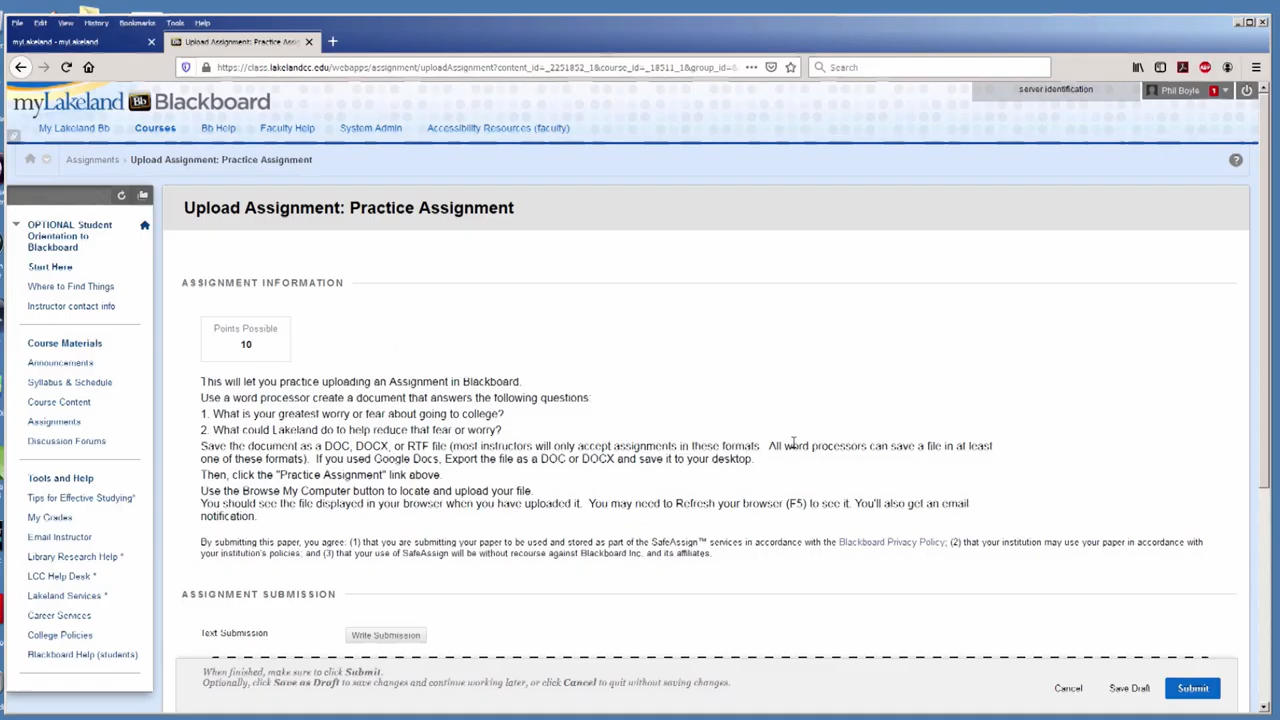 File Edit View History Bookmarks Tools Help
myLakeland - myLakeland
Upload Assignment: Practice Assig
https://class.lakelandcc.edu/webapps/assignment/uploadAssignment?content_id=_2251852_1&course_id=_18511_1&group_id=&
Search
myLakeland Bb Blackboard
server identification
Phil Boyle 1
My Lakeland Bb Courses Bb Help Faculty Help System Admin Accessibility Resources (faculty)
Assignments Upload Assignment: Practice Assignment
OPTIONAL Student
Orientation to
Blackboard
Start Here
Where to Find Things
Instructor contact info
Course Materials
Announcements
Syllabus & Schedule
Course Content
Assignments
Discussion Forums
Tools and Help
Tips for Effective Studying*
My Grades
Email Instructor
Library Research Help *
LCC Help Desk *
Lakeland Services *
Career Services
College Policies
Blackboard Help (students)
Upload Assignment: Practice Assignment
ASSIGNMENT INFORMATION
Points Possible
10
This will let you practice uploading an Assignment in Blackboard.
Use a word processor create a document that answers the following questions:
1. What is your greatest worry or fear about going to college?
2. What could Lakeland do to help reduce that fear or worry?
Save the document as a DOC, DOCX, or RTF file (most instructors will only accept assignments in these formats All word processors can save a file in at least
one of these formats). If you used Google Docs, Export the file as a DOC or DOCX and save it to your desktop.
Then, click the "Practice Assignment" link above.
Use the Browse My Computer button to locate and upload your file.
You should see the file displayed in your browser when you have uploaded it. You may need to Refresh your browser (F5) to see it. You'll also get an email
notification.
By submitting this paper, you agree: (1) that you are submitting your paper to be used and stored as part of the SafeAssign™ services in accordance with the Blackboard Privacy Policy; (2) that your institution may use your paper in accordance with
your institution's policies; and (3) that your use of SafeAssign will be without recourse against Blackboard Inc. and its affiliates.
ASSIGNMENT SUBMISSION
Text Submission Write Submission
When finished, make sure to click Submit.
Optionally, click Save as Draft to save changes and continue working later, or click Cancel to quit without saving changes.
Cancel Save Draft Submit